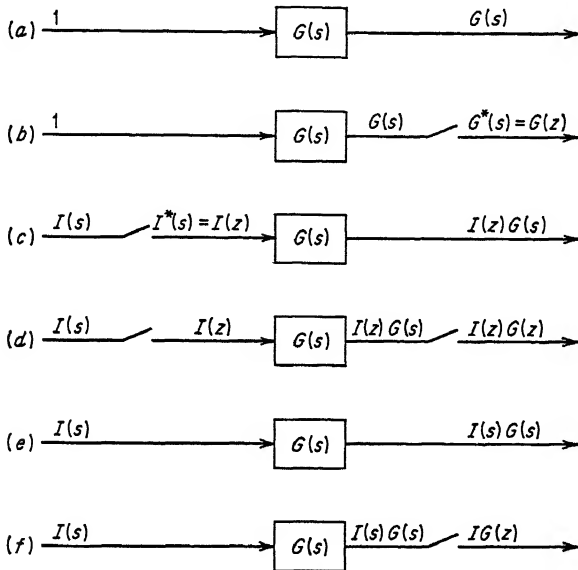 (a) 1 G(s) G(s)
(b) 1 G(s) G(s) G*(s) = G(z)
(c) I(s) I*(s) = I(z) G(s) I(z) G(s)
(d) I(s) I(z) G(s) I(z) G(s) I(z) G(z)
(e) I(s) G(s) I(s) G(s)
(f) I(s) G(s) I(s) G(s) IG(z)